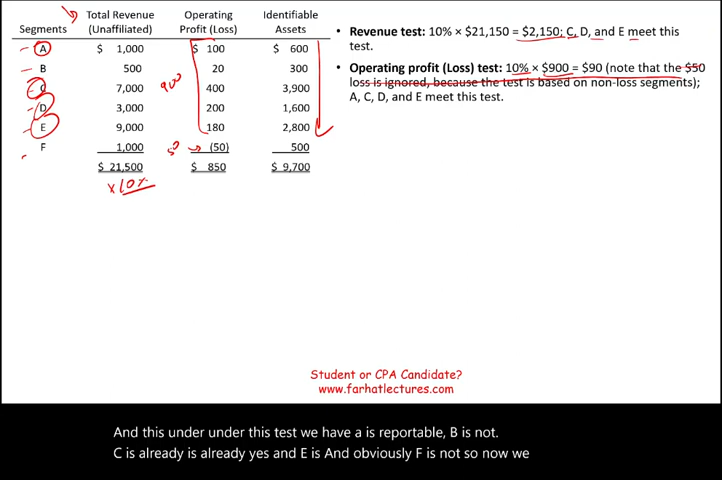 Total Revenue Operating Identifiable
Segments (Unaffiliated) Profit (Loss) Assets
A $ 1,000 $ 100 $ 600
B 500 20 300
C 7,000 400 3,900
D 3,000 200 1,600
E 9,000 180 2,800
F 1,000 (50) 500
$ 21,500 $ 850 $ 9,700
900
50
x 10%
• Revenue test: 10% × $21,150 = $2,150; C, D, and E meet this
test.
• Operating profit (Loss) test: 10% × $900 = $90 (note that the $50
loss is ignored, because the test is based on non-loss segments);
A, C, D, and E meet this test.
Student or CPA Candidate?
www.farhatlectures.com
And this under under this test we have a is reportable, B is not.
C is already is already yes and E is And obviously F is not so now we